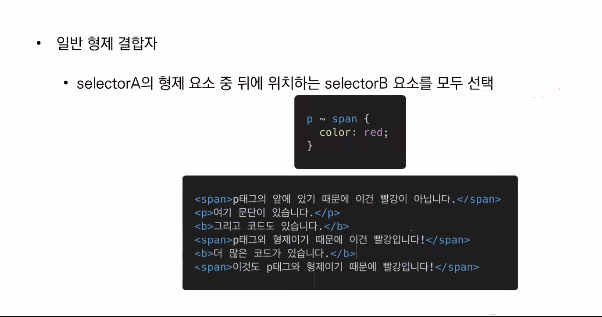 • 일반 형제 결합자
• selectorA의 형제 요소 중 뒤에 위치하는 selectorB 요소를 모두 선택
p ~ span {
  color: red;
}
<span>p태그의 앞에 있기 때문에 이건 빨강이 아닙니다.</span>
<p>여기 문단이 있습니다.</p>
<b>그리고 코드도 있습니다.</b>
<span>p태그와 형제이기 때문에 이건 빨강입니다!</span>
<b>더 많은 코드가 있습니다.</b>
<span>이것도 p태그와 형제이기 때문에 빨강입니다!</span>